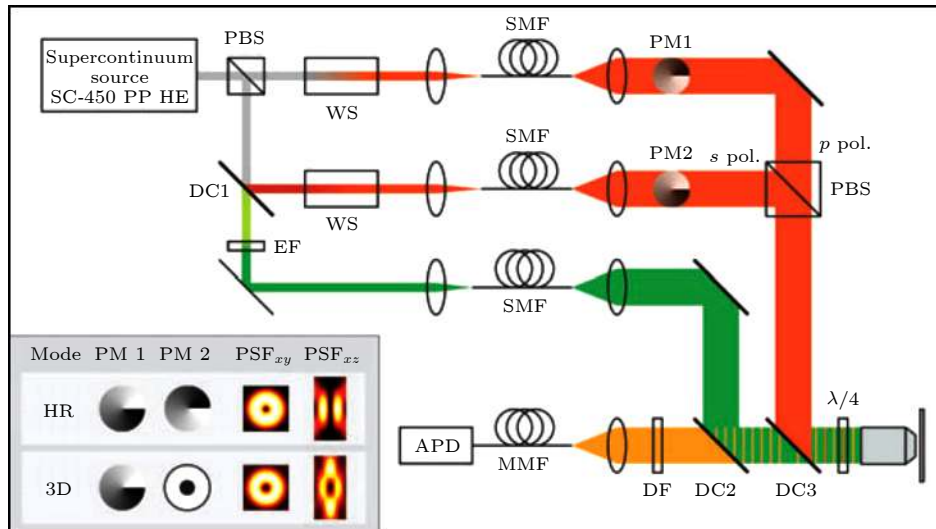 Supercontinuum
source
SC-450 PP HE
PBS
WS
SMF
PM1
DC1
WS
SMF
PM2
s pol.
p pol.
PBS
EF
SMF
Mode PM 1 PM 2 PSFxy PSFxz
HR
3D
APD
MMF
DF
DC2
DC3
λ/4